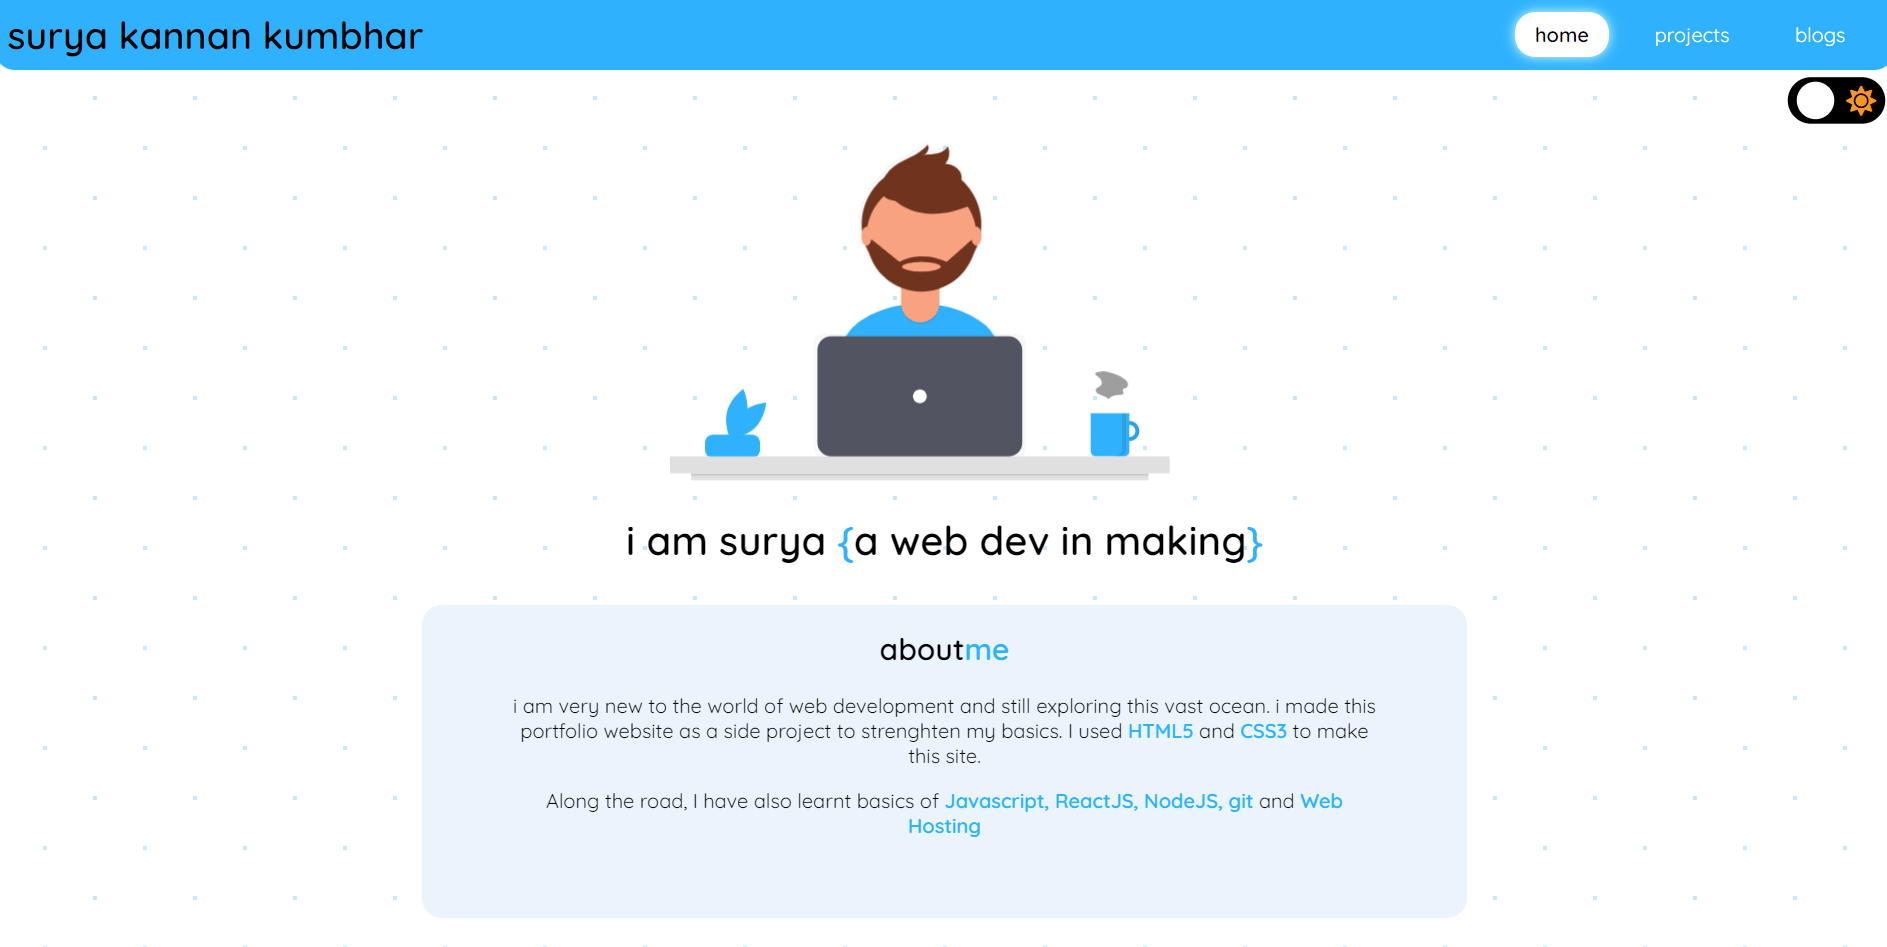 surya kannan kumbhar
home
projects
blogs
i am surya {a web dev in making}
aboutme
i am very new to the world of web development and still exploring this vast ocean. i made this
portfolio website as a side project to strenghten my basics. I used HTML5 and CSS3 to make
this site.
Along the road, I have also learnt basics of Javascript, ReactJS, NodeJS, git and Web
Hosting